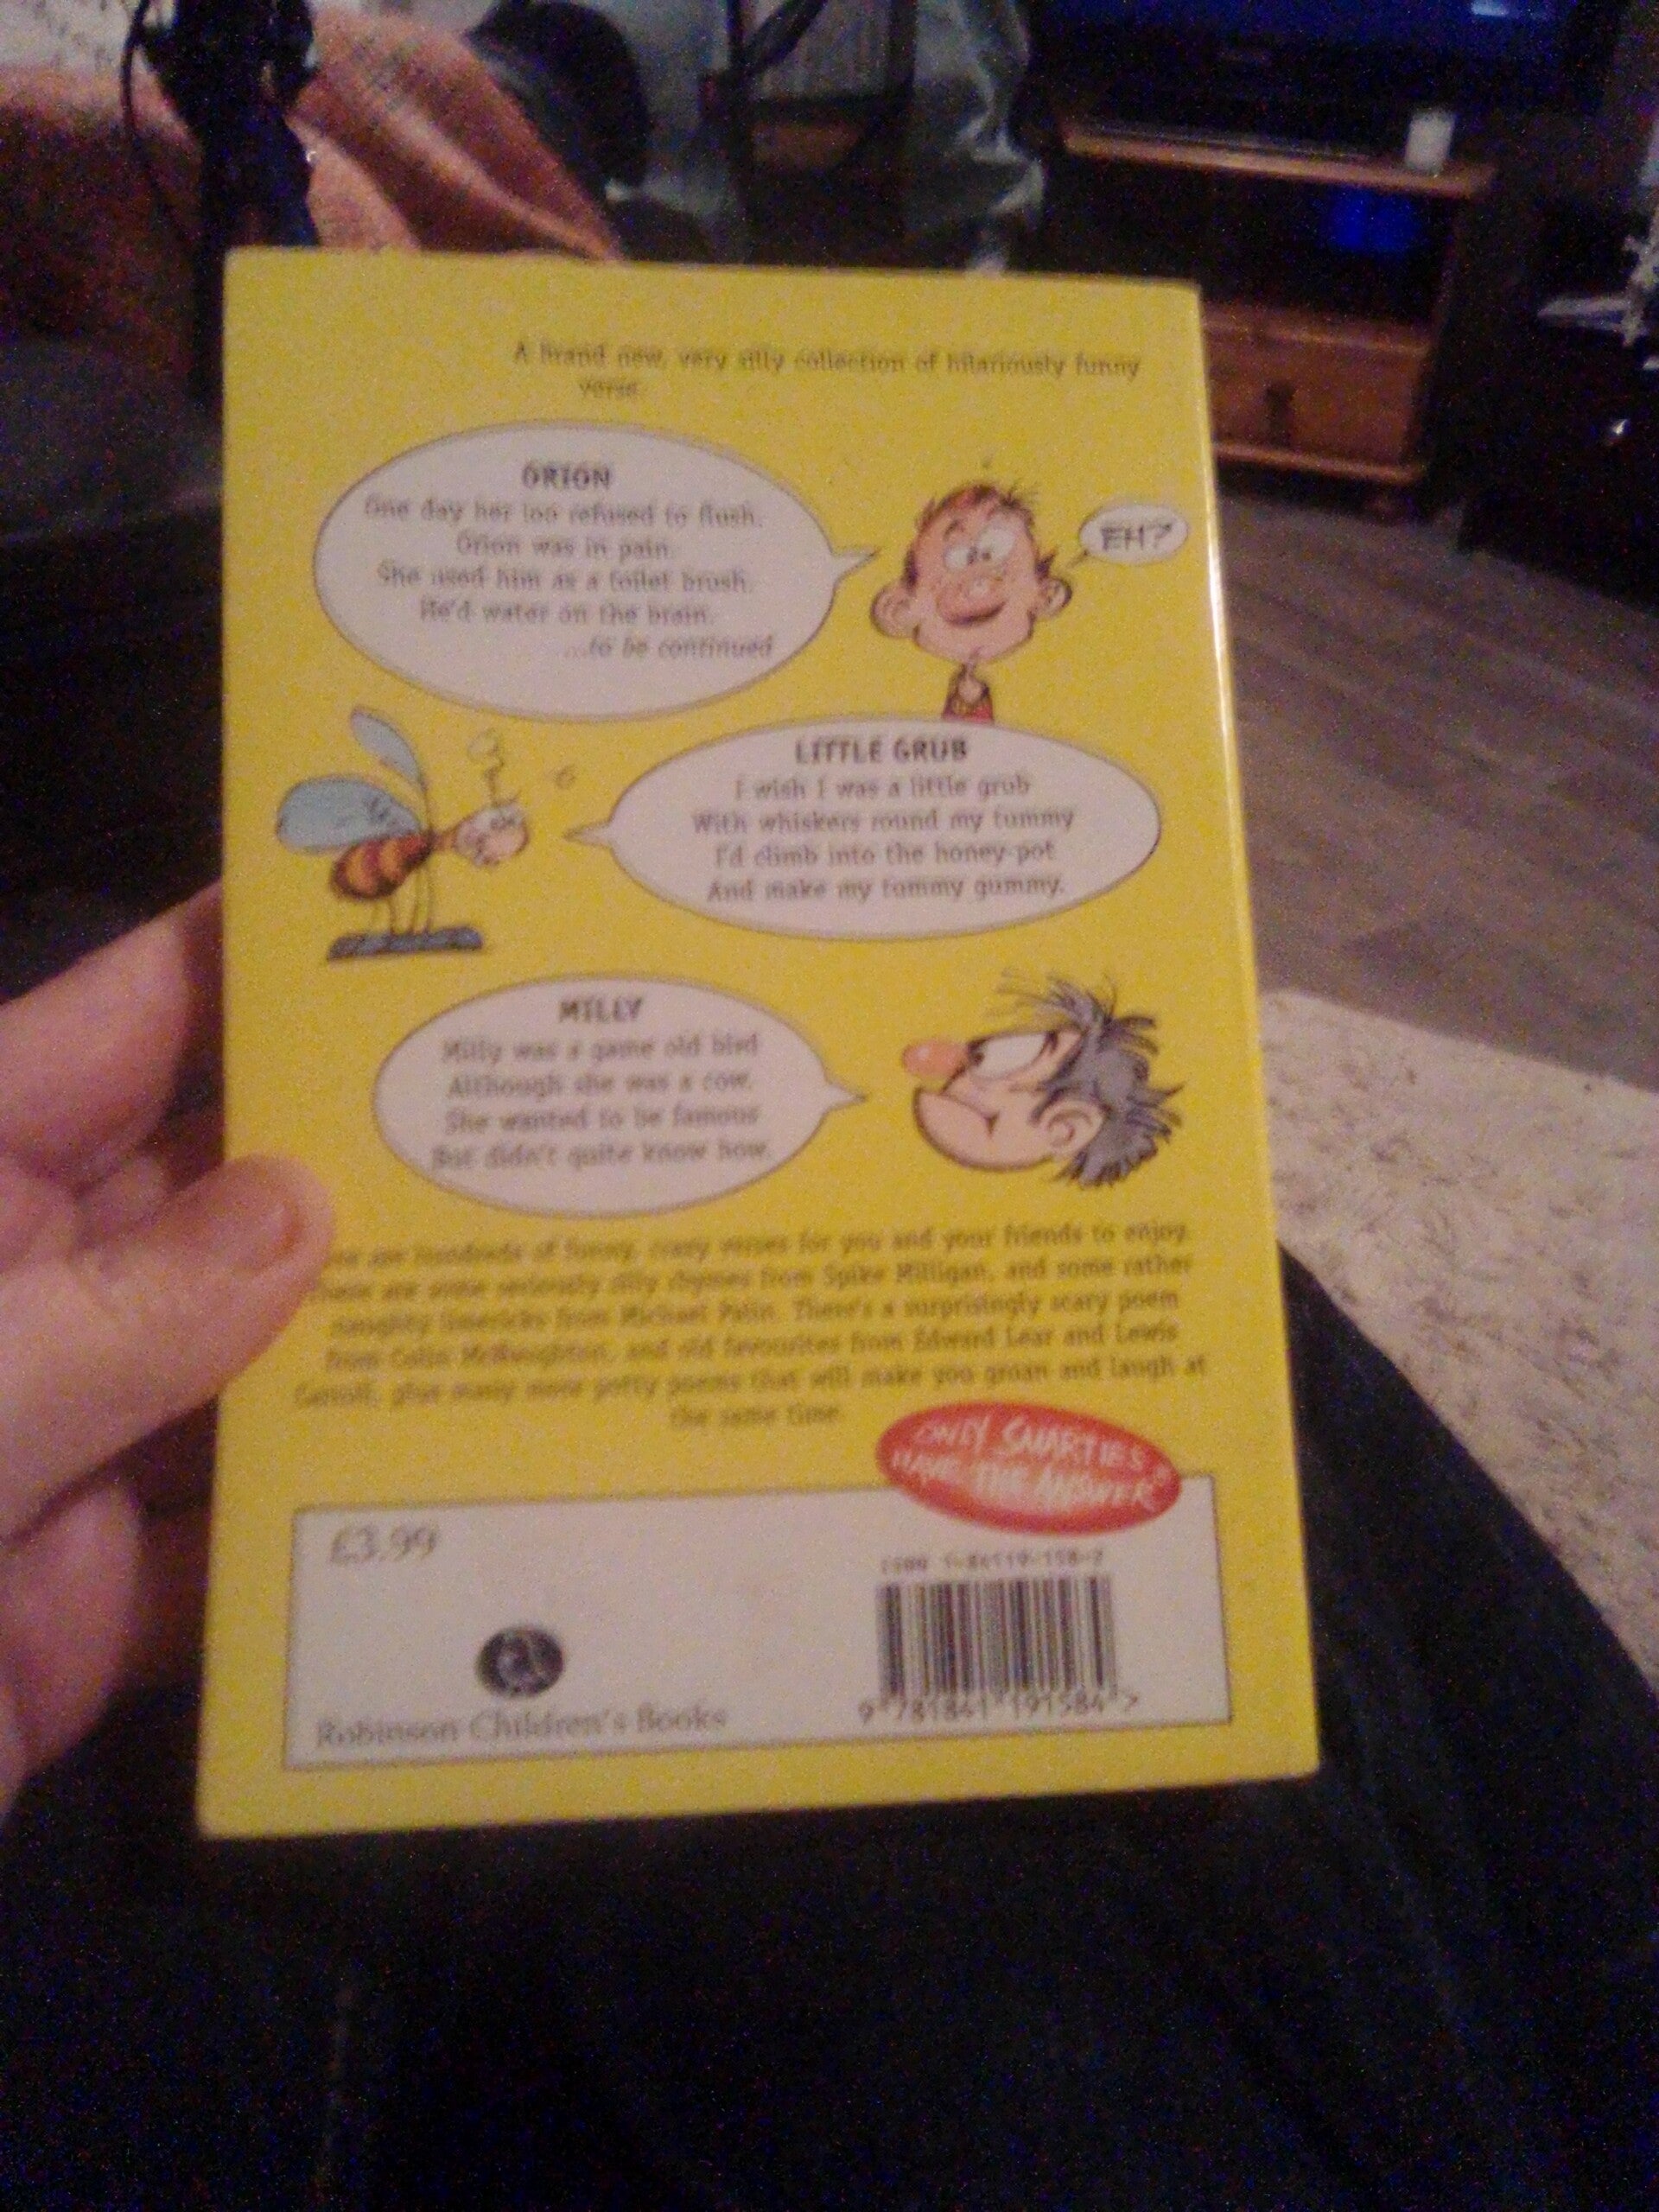 A brand new, very silly collection of hilariously funny
verse.
ORION
One day her loo refused to flush.
Orion was in pain.
She used him as a toilet brush.
He'd water on the brain.
...to be continued
EH?
LITTLE GRUB
I wish I was a little grub
With whiskers round my tummy
I'd climb into the honey-pot
And make my tummy gummy.
MILLY
Milly was a game old bird
Although she was a cow.
She wanted to be famous
But didn't quite know how.
are hundreds of funny, crazy verses for you and your friends to enjoy.
There are some seriously silly rhymes from Spike Milligan, and some rather
naughty limericks from Michael Palin. There's a surprisingly scary poem
from Colin McNaughton, and old favourites from Edward Lear and Lewis
Carroll, plus many more potty poems that will make you groan and laugh at
the same time.
ONLY SMARTIES®
HAVE THE ANSWER
£3.99
ISBN 1-84119-158-2
9 781841 191584 >
Robinson Children's Books